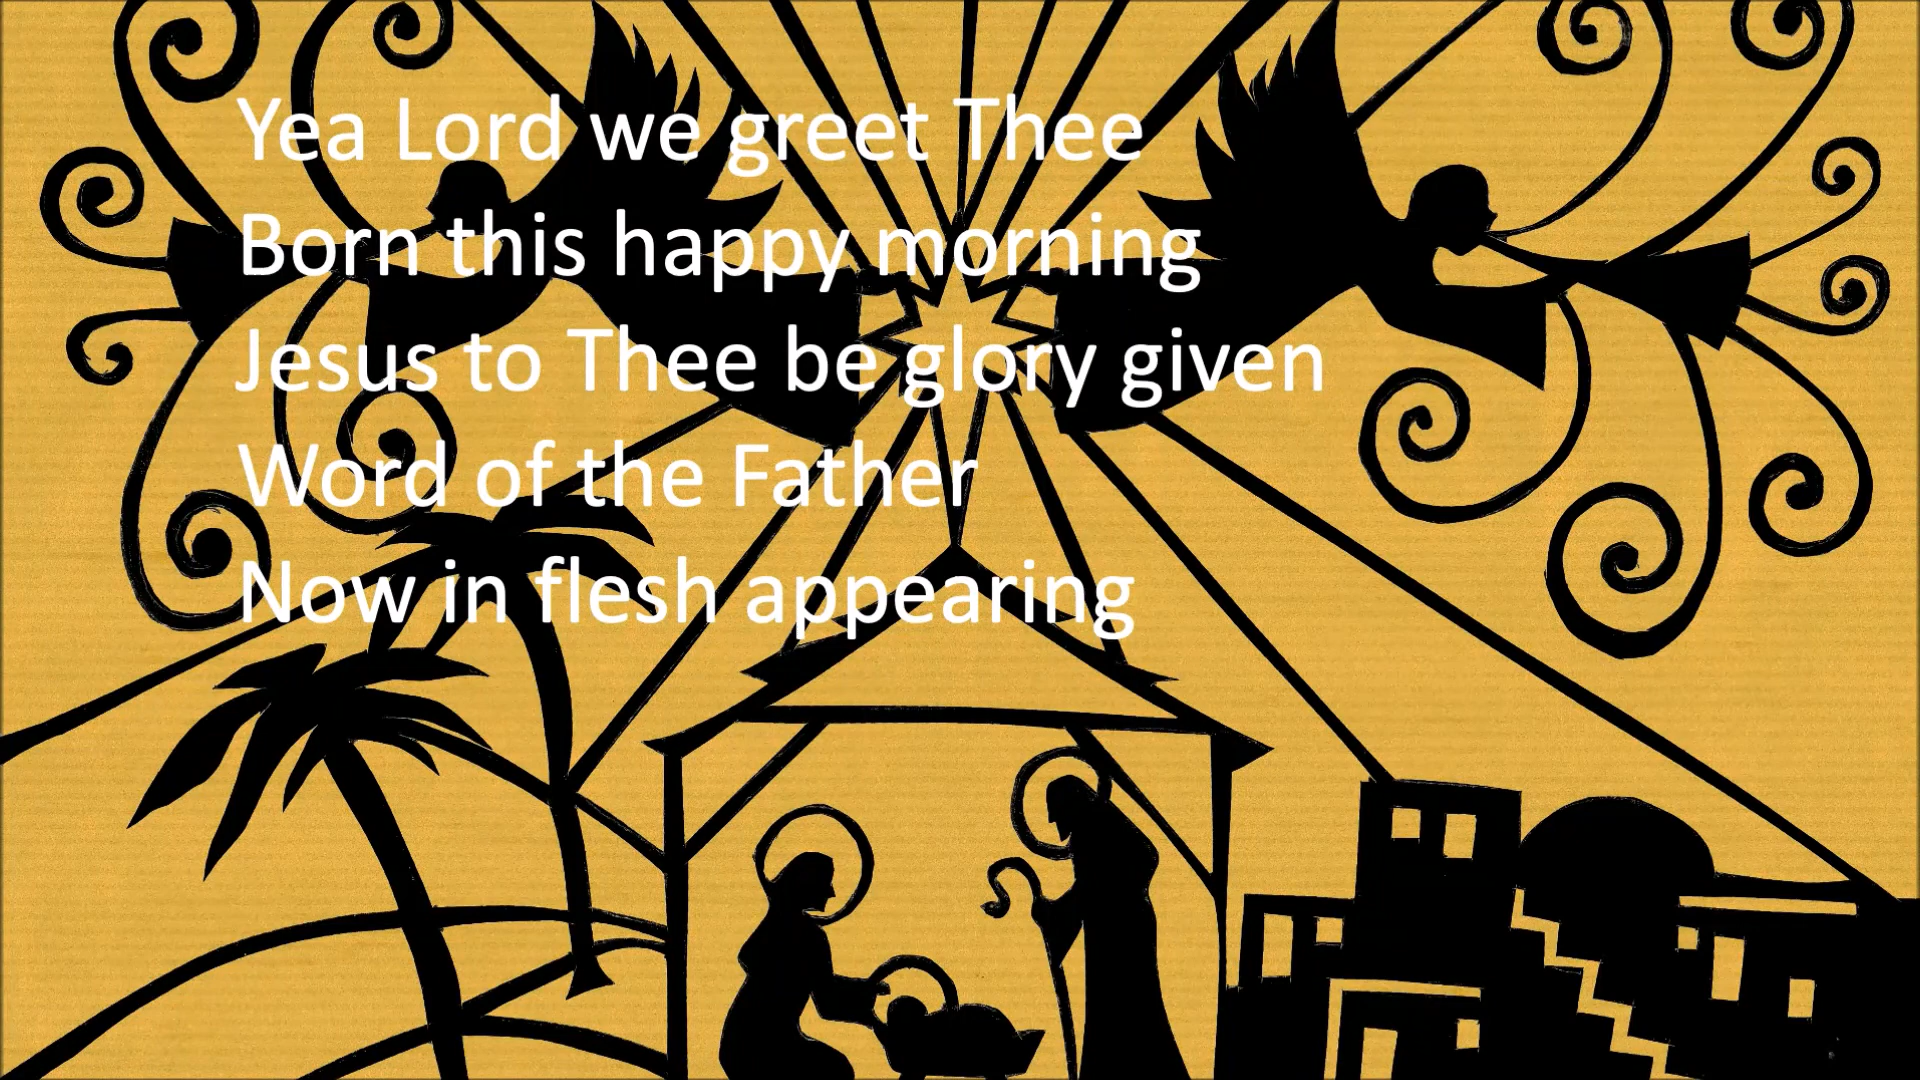 Yea Lord we greet Thee
Born this happy morning
Jesus to Thee be glory given
Word of the Father
Now in flesh appearing